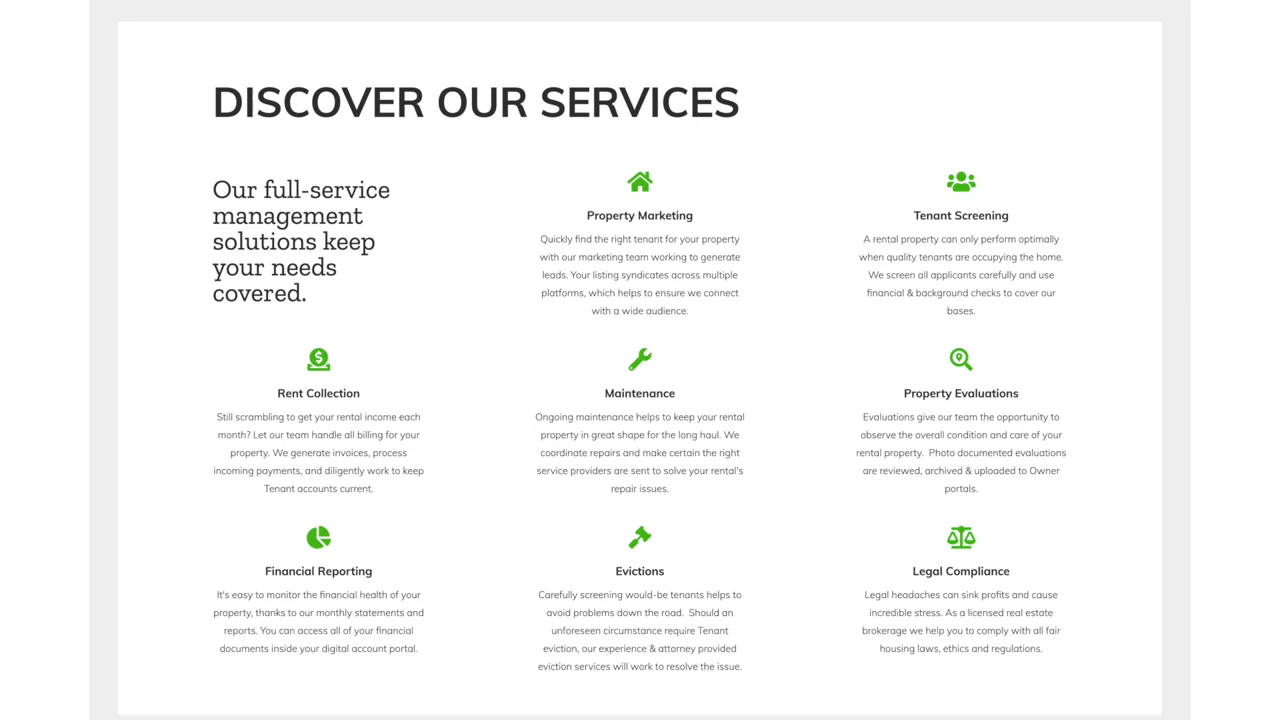 DISCOVER OUR SERVICES
Our full-service
management
solutions keep
your needs
covered.
Property Marketing
Quickly find the right tenant for your property
with our marketing team working to generate
leads. Your listing syndicates across multiple
platforms, which helps to ensure we connect
with a wide audience.
Tenant Screening
A rental property can only perform optimally
when quality tenants are occupying the home.
We screen all applicants carefully and use
financial & background checks to cover our
bases.
Rent Collection
Still scrambling to get your rental income each
month? Let our team handle all billing for your
property. We generate invoices, process
incoming payments, and diligently work to keep
Tenant accounts current.
Maintenance
Ongoing maintenance helps to keep your rental
property in great shape for the long haul. We
coordinate repairs and make certain the right
service providers are sent to solve your rental's
repair issues.
Property Evaluations
Evaluations give our team the opportunity to
observe the overall condition and care of your
rental property.  Photo documented evaluations
are reviewed, archived & uploaded to Owner
portals.
Financial Reporting
It's easy to monitor the financial health of your
property, thanks to our monthly statements and
reports. You can access all of your financial
documents inside your digital account portal.
Evictions
Carefully screening would-be tenants helps to
avoid problems down the road.  Should an
unforeseen circumstance require Tenant
eviction, our experience & attorney provided
eviction services will work to resolve the issue.
Legal Compliance
Legal headaches can sink profits and cause
incredible stress. As a licensed real estate
brokerage we help you to comply with all fair
housing laws, ethics and regulations.